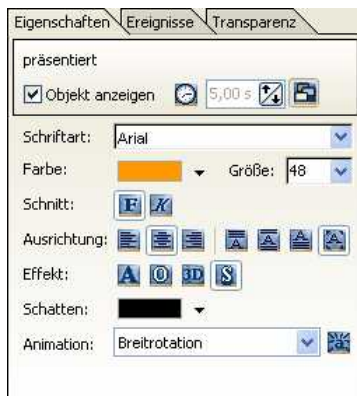 Eigenschaften Ereignisse Transparenz
präsentiert
Objekt anzeigen 5,00 s
Schriftart: Arial
Farbe: Größe: 48
Schnitt: F K
Ausrichtung: A A A A
Effekt: A O 3D S
Schatten:
Animation: Breitrotation a